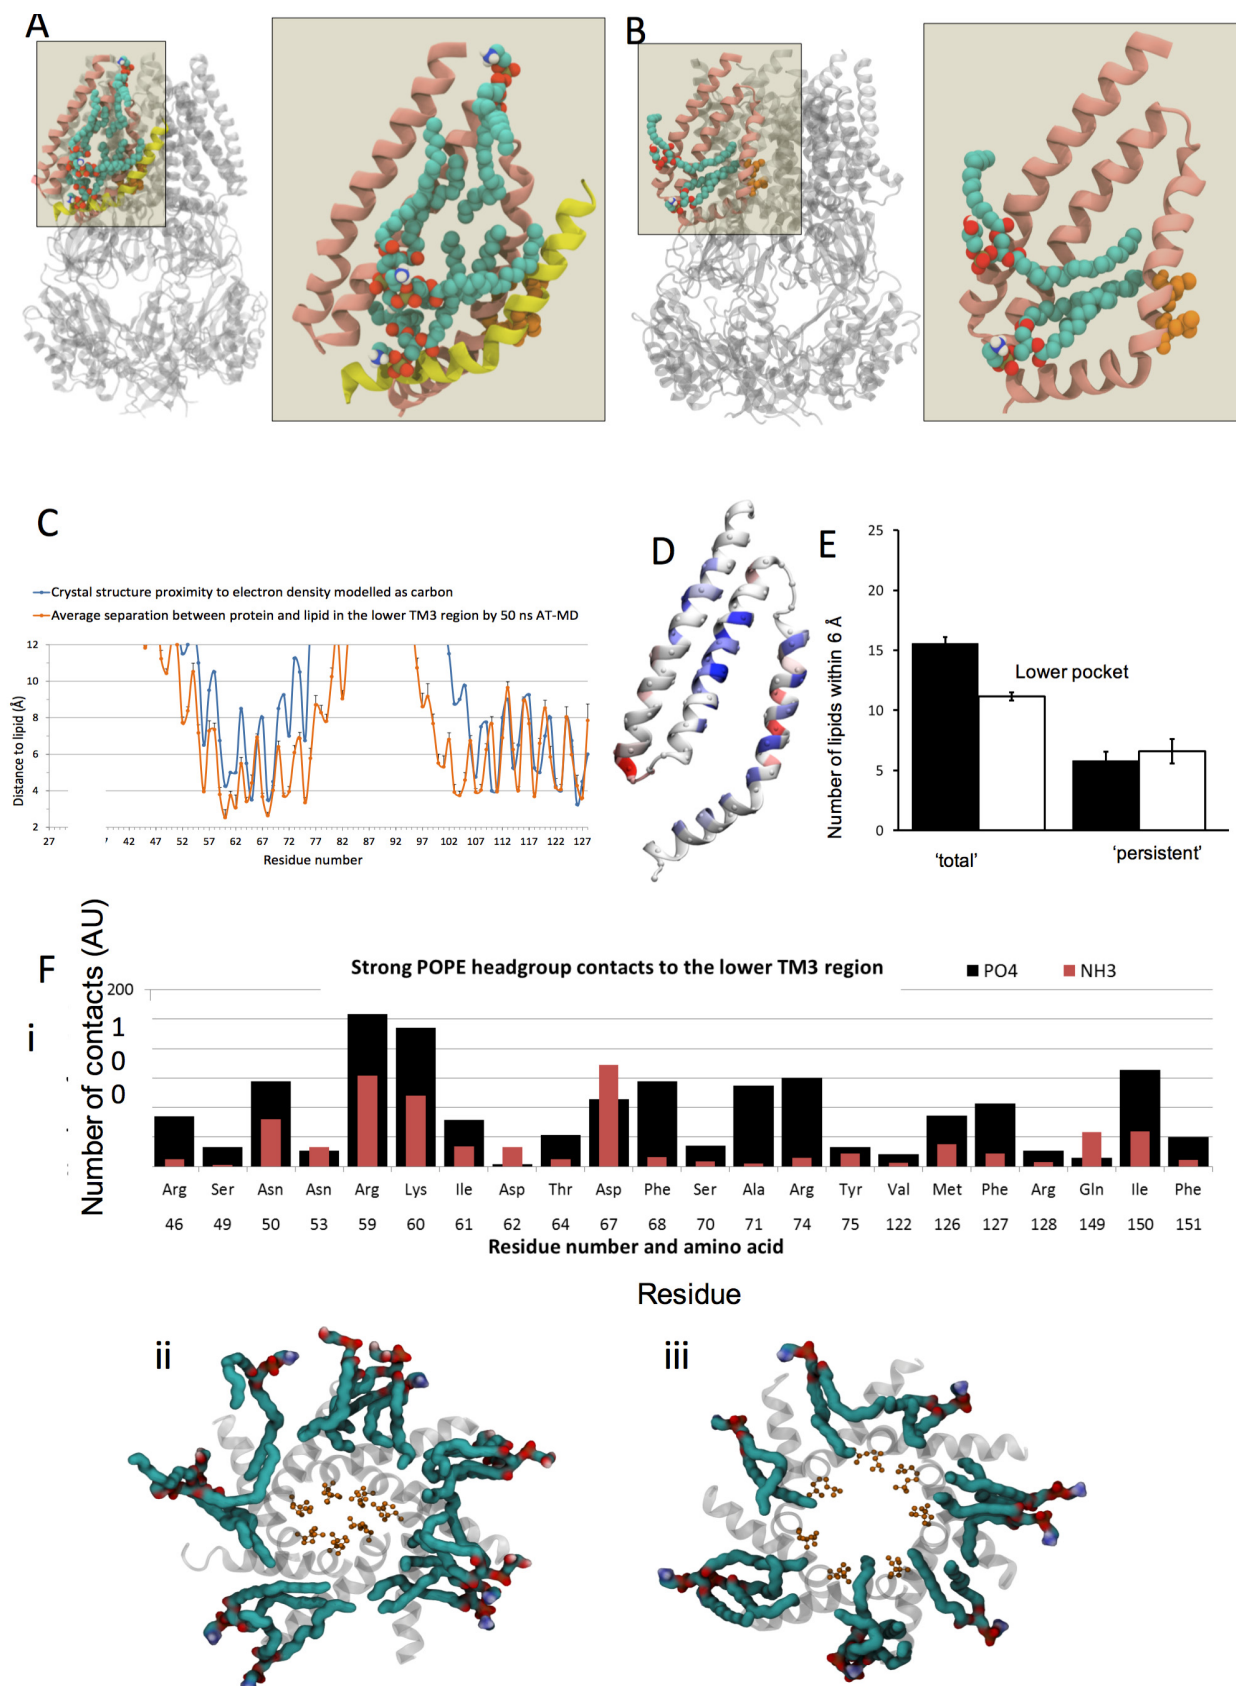 A
B
C
Crystal structure proximity to electron density modelled as carbon
Average separation between protein and lipid in the lower TM3 region by 50 ns AT-MD
Distance to lipid (Å)
12
10
8
6
4
2
27 42 47 52 57 62 67 72 77 82 87 92 97 102 107 112 117 122 127
Residue number
D
E
Number of lipids within 6 Å
25
20
15
10
5
0
Lower pocket
'total'
'persistent'
F
i
Number of contacts (AU)
Strong POPE headgroup contacts to the lower TM3 region
PO4
NH3
200
1
0
0
Arg Ser Asn Asn Arg Lys Ile Asp Thr Asp Phe Ser Ala Arg Tyr Val Met Phe Arg Gln Ile Phe
46 49 50 53 59 60 61 62 64 67 68 70 71 74 75 122 126 127 128 149 150 151
Residue number and amino acid
Residue
ii
iii